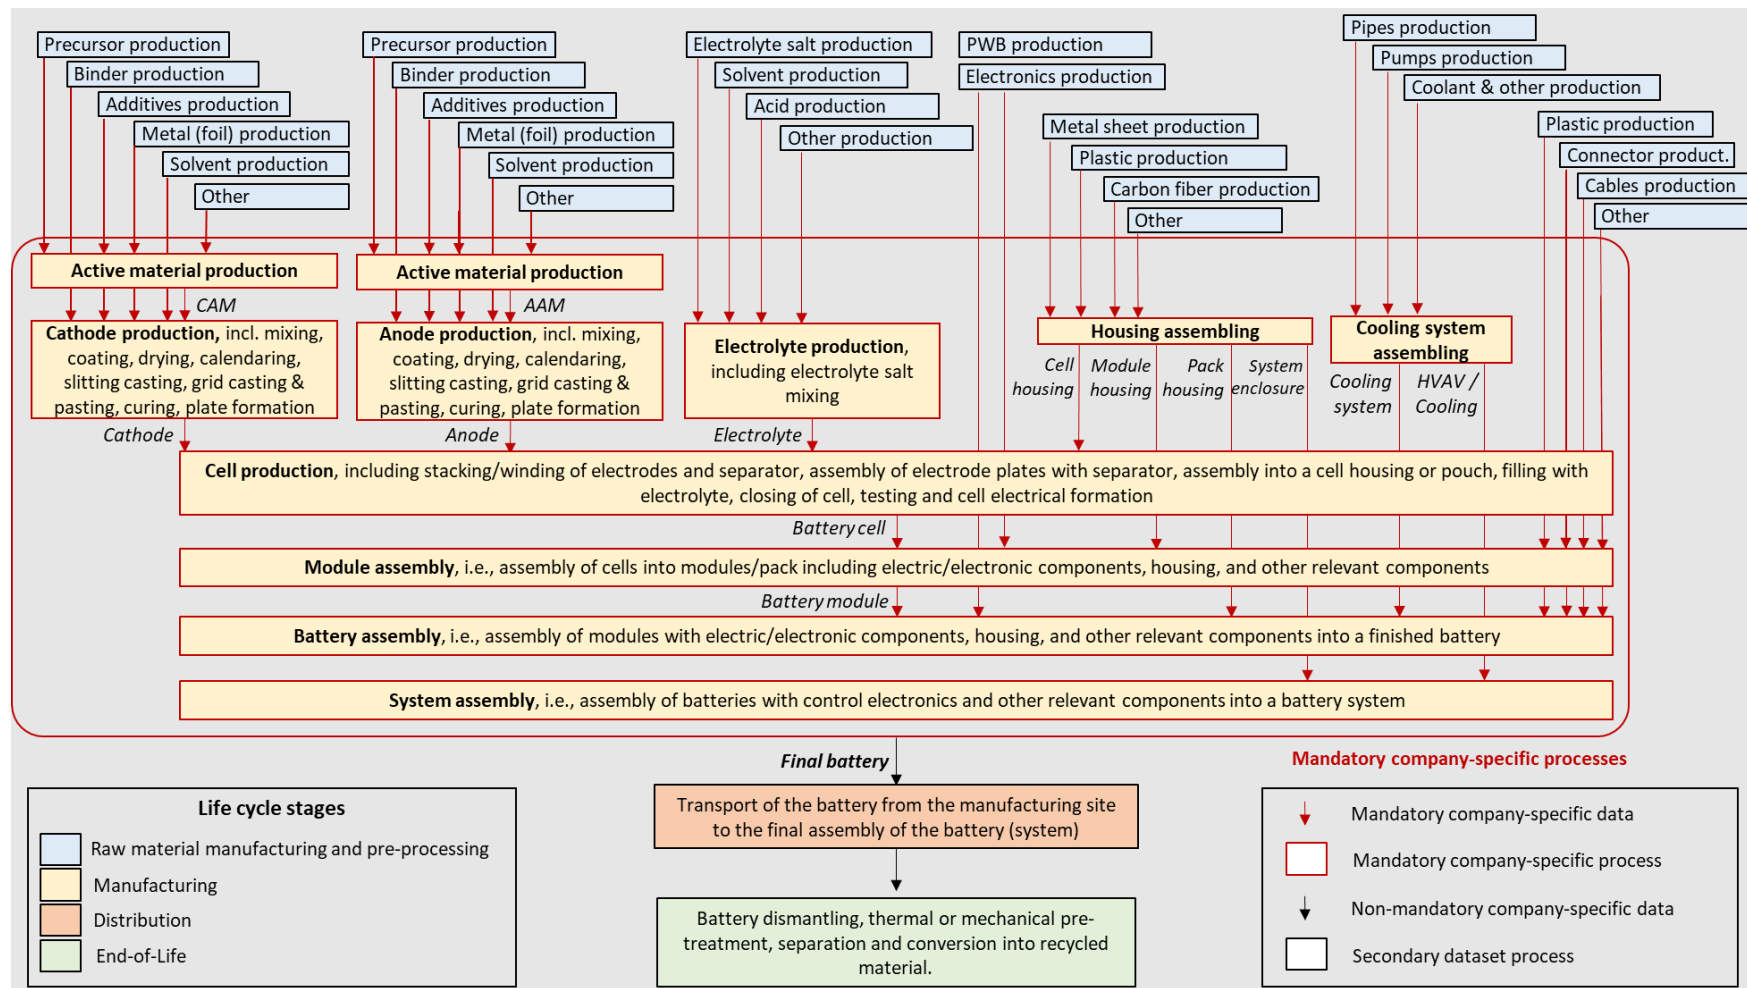 Precursor production
Binder production
Additives production
Metal (foil) production
Solvent production
Other
Precursor production
Binder production
Additives production
Metal (foil) production
Solvent production
Other
Electrolyte salt production
Solvent production
Acid production
Other production
PWB production
Electronics production
Metal sheet production
Plastic production
Carbon fiber production
Other
Pipes production
Pumps production
Coolant & other production
Plastic production
Connector product.
Cables production
Other
Active material production
CAM
Cathode production, incl. mixing,
coating, drying, calendaring,
slitting casting, grid casting &
pasting, curing, plate formation
Cathode
Active material production
AAM
Anode production, incl. mixing,
coating, drying, calendaring,
slitting casting, grid casting &
pasting, curing, plate formation
Anode
Electrolyte production,
including electrolyte salt
mixing
Electrolyte
Housing assembling
Cell
housing
Module
housing
Pack
housing
System
enclosure
Cooling system
assembling
Cooling
system
HVAV /
Cooling
Cell production, including stacking/winding of electrodes and separator, assembly of electrode plates with separator, assembly into a cell housing or pouch, filling with
electrolyte, closing of cell, testing and cell electrical formation
Battery cell
Module assembly, i.e., assembly of cells into modules/pack including electric/electronic components, housing, and other relevant components
Battery module
Battery assembly, i.e., assembly of modules with electric/electronic components, housing, and other relevant components into a finished battery
System assembly, i.e., assembly of batteries with control electronics and other relevant components into a battery system
Final battery
Transport of the battery from the manufacturing site
to the final assembly of the battery (system)
Battery dismantling, thermal or mechanical pre-
treatment, separation and conversion into recycled
material.
Life cycle stages
Raw material manufacturing and pre-processing
Manufacturing
Distribution
End-of-Life
Mandatory company-specific processes
Mandatory company-specific data
Mandatory company-specific process
Non-mandatory company-specific data
Secondary dataset process